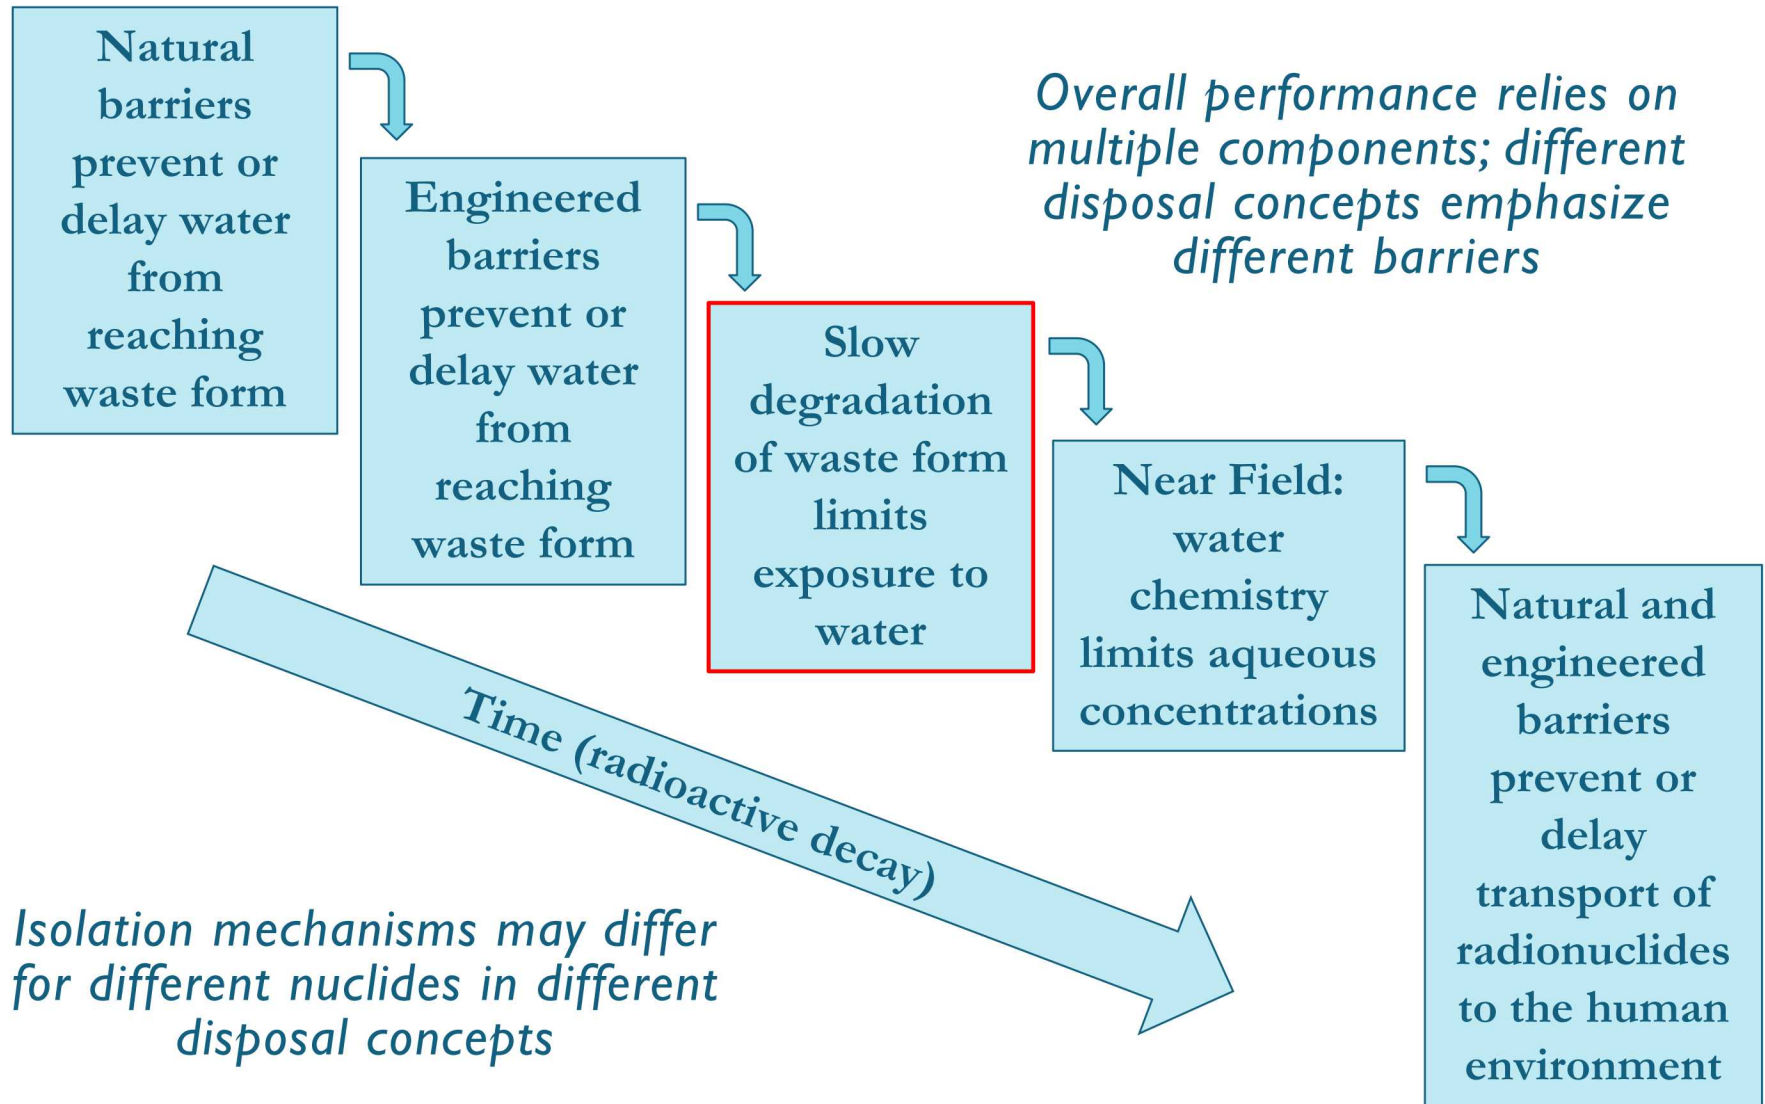 Natural
barriers
prevent or
delay water
from
reaching
waste form
Engineered
barriers
prevent or
delay water
from
reaching
waste form
Slow
degradation
of waste form
limits
exposure to
water
Near Field:
water
chemistry
limits aqueous
concentrations
Natural and
engineered
barriers
prevent or
delay
transport of
radionuclides
to the human
environment
Overall performance relies on
multiple components; different
disposal concepts emphasize
different barriers
Time (radioactive decay)
Isolation mechanisms may differ
for different nuclides in different
disposal concepts